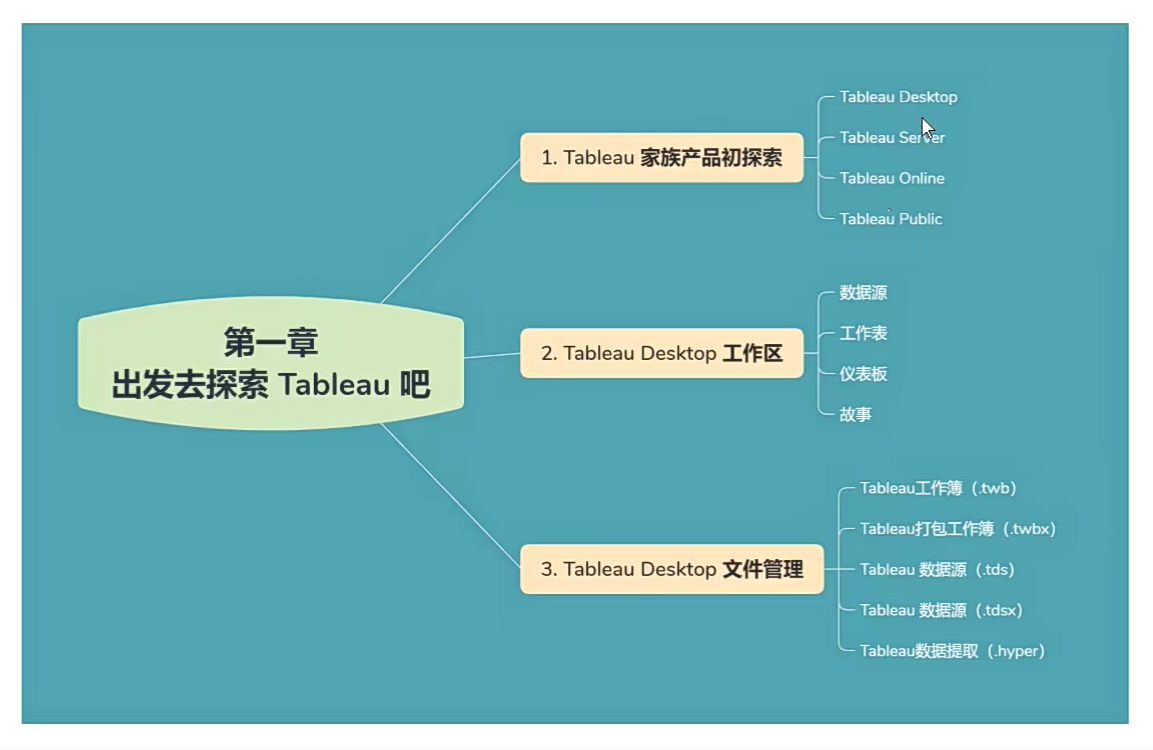 第一章
出发去探索 Tableau 吧
1. Tableau 家族产品初探索
Tableau Desktop
Tableau Server
Tableau Online
Tableau Public
2. Tableau Desktop 工作区
数据源
工作表
仪表板
故事
3. Tableau Desktop 文件管理
Tableau工作簿（.twb）
Tableau打包工作簿（.twbx）
Tableau 数据源（.tds）
Tableau 数据源（.tdsx）
Tableau数据提取（.hyper）